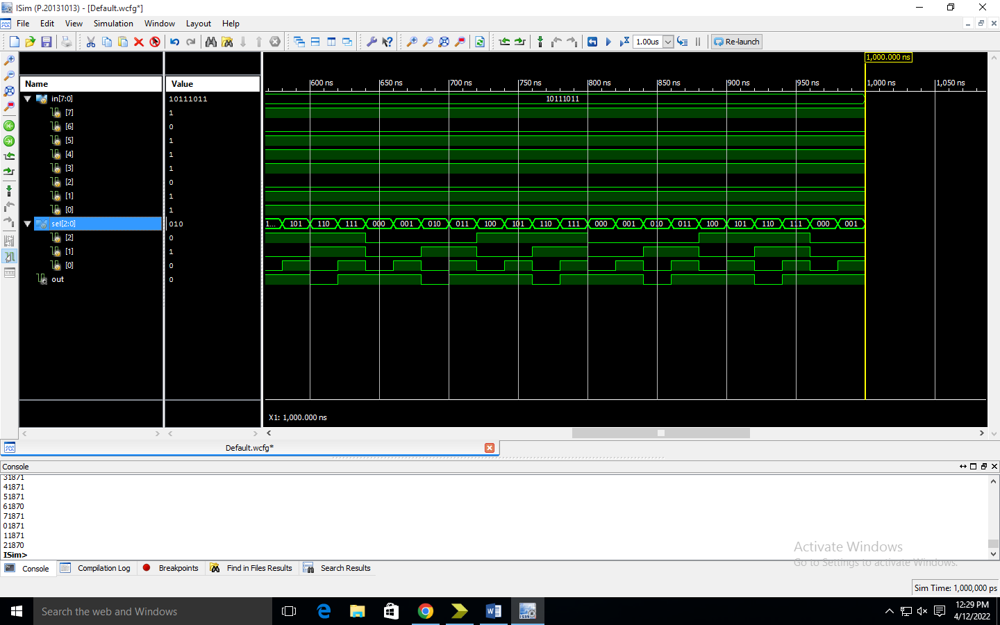 ISim (P.20131013) - [Default.wcfg*]
File Edit View Simulation Window Layout Help
1.00us Re-launch
1,000.000 ns
Name Value
600 ns 650 ns 700 ns 750 ns 800 ns 850 ns 900 ns 950 ns 1,000 ns 1,050 ns
in[7:0] 10111011 10111011
[7] 1
[6] 0
[5] 1
[4] 1
[3] 1
[2] 0
[1] 1
[0] 1
sel[2:0] 010 1... 101 110 111 000 001 010 011 100 101 110 111 000 001 010 011 100 101 110 111 000 001
[2] 0
[1] 1
[0] 0
out 0
X1: 1,000.000 ns
Default.wcfg*
Console
31871
41871
51871
61870
71871
01871
11871
21870
ISim>
Activate Windows
Go to Settings to activate Windows.
Console Compilation Log Breakpoints Find in Files Results Search Results
Sim Time: 1,000,000 ps
Search the web and Windows
ISim
12:29 PM
4/12/2022